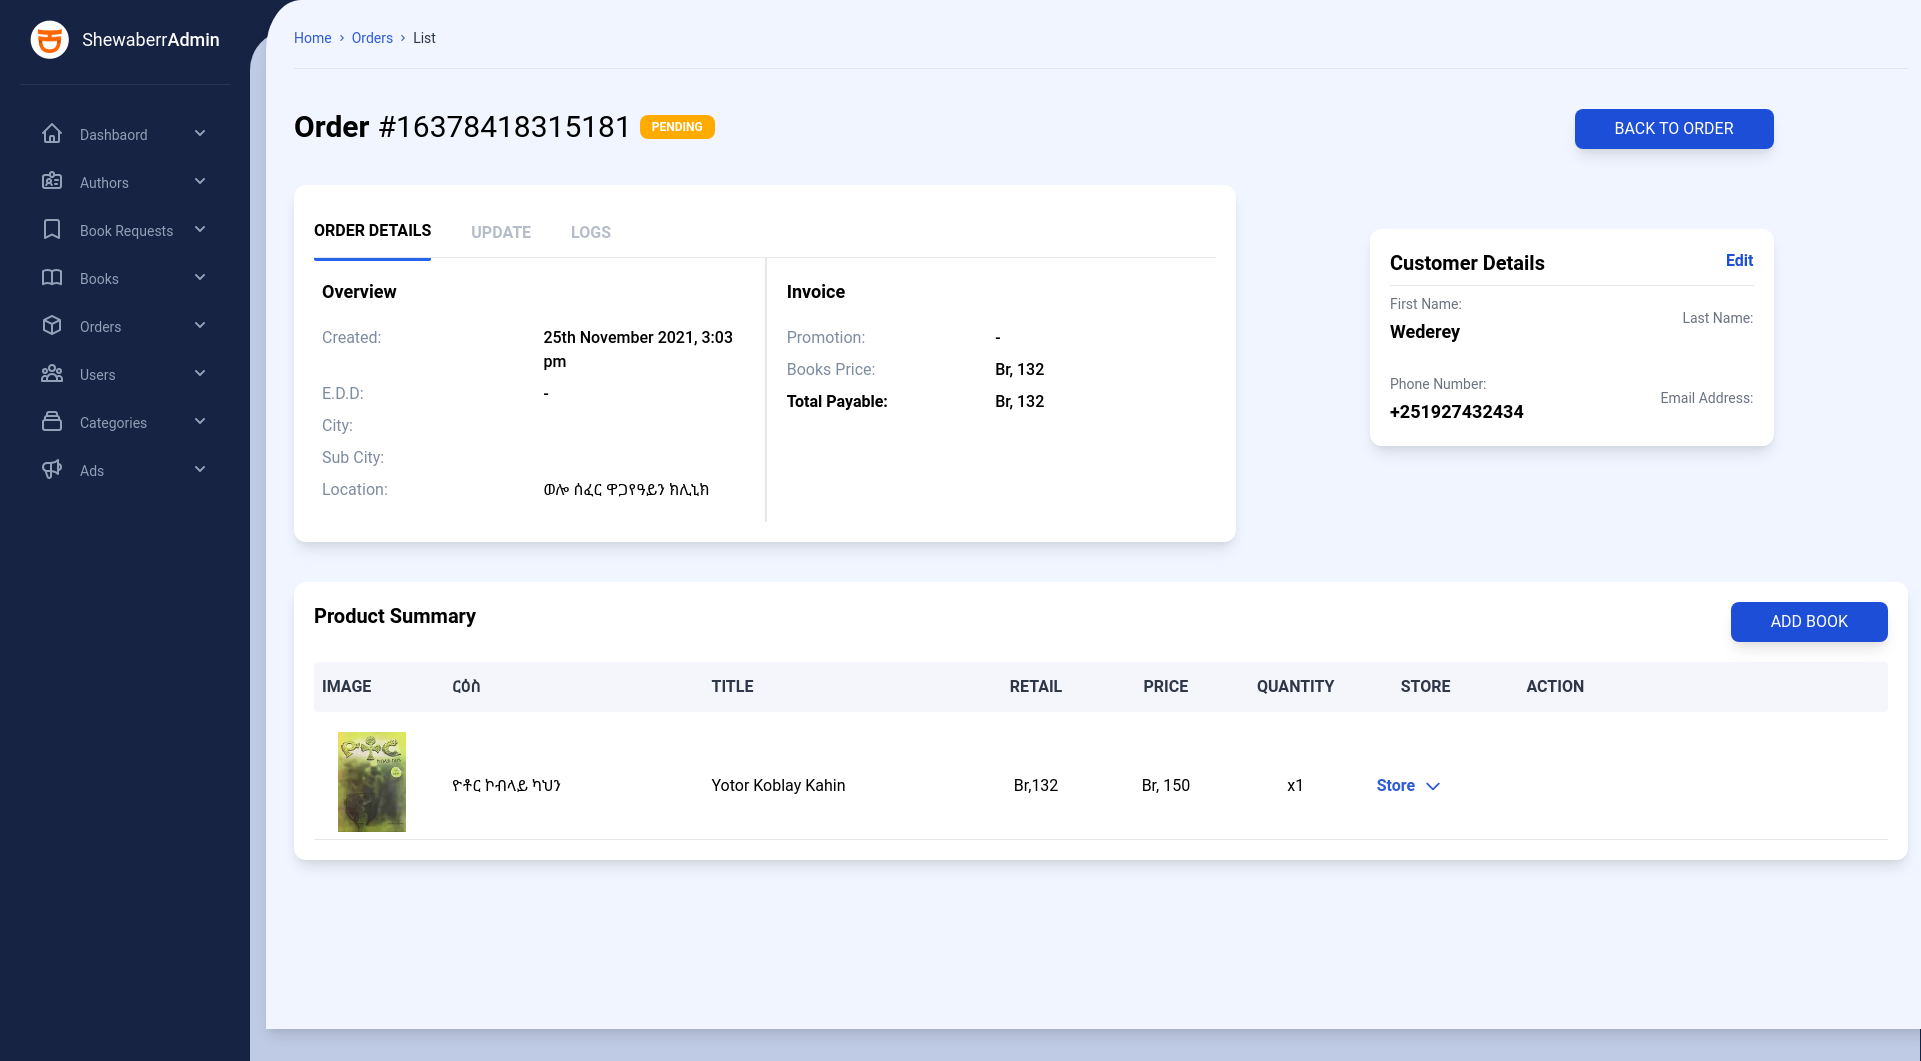 ShewaberrAdmin
Dashbaord
Authors
Book Requests
Books
Orders
Users
Categories
Ads
Home › Orders › List
Order #16378418315181 PENDING
BACK TO ORDER
ORDER DETAILS UPDATE LOGS
Overview
Created: 25th November 2021, 3:03
pm
E.D.D: -
City:
Sub City:
Location: ወሎ ሰፈር ዋጋየዓይን ክሊኒክ
Invoice
Promotion: -
Books Price: Br, 132
Total Payable: Br, 132
Customer Details Edit
First Name:
Wederey
Last Name:
Phone Number:
+251927432434
Email Address:
Product Summary
ADD BOOK
IMAGE ርዕስ TITLE RETAIL PRICE QUANTITY STORE ACTION
ዮቶር
ዮቶር ኮብላይ ካህን Yotor Koblay Kahin Br,132 Br, 150 x1 Store